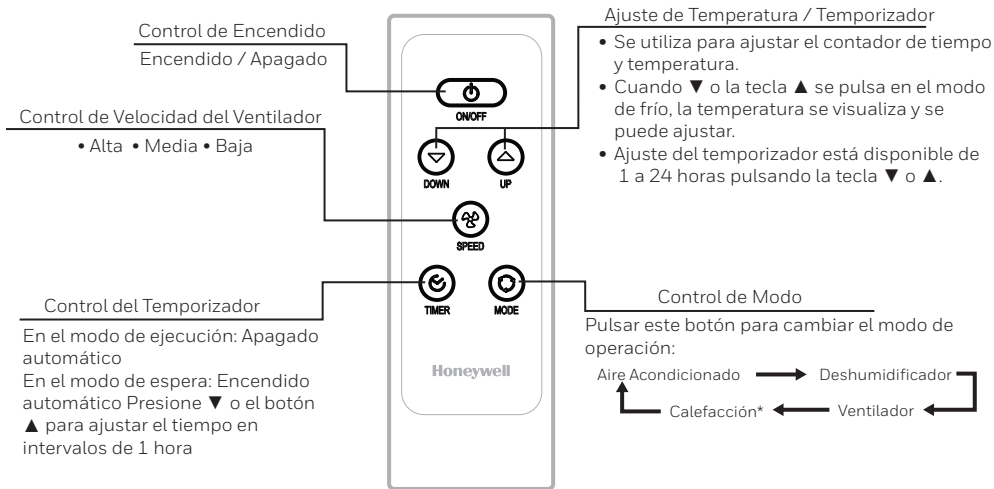 Control de Encendido
Encendido / Apagado
Control de Velocidad del Ventilador
• Alta • Media • Baja
Control del Temporizador
En el modo de ejecución: Apagado
automático
En el modo de espera: Encendido
automático Presione ▼ o el botón
▲ para ajustar el tiempo en
intervalos de 1 hora
ON/OFF
DOWN
UP
SPEED
TIMER
MODE
Honeywell
Ajuste de Temperatura / Temporizador
• Se utiliza para ajustar el contador de tiempo
y temperatura.
• Cuando ▼ o la tecla ▲ se pulsa en el modo
de frío, la temperatura se visualiza y se
puede ajustar.
• Ajuste del temporizador está disponible de
1 a 24 horas pulsando la tecla ▼ o ▲.
Control de Modo
Pulsar este botón para cambiar el modo de
operación:
Aire Acondicionado Deshumidificador
Calefacción* Ventilador